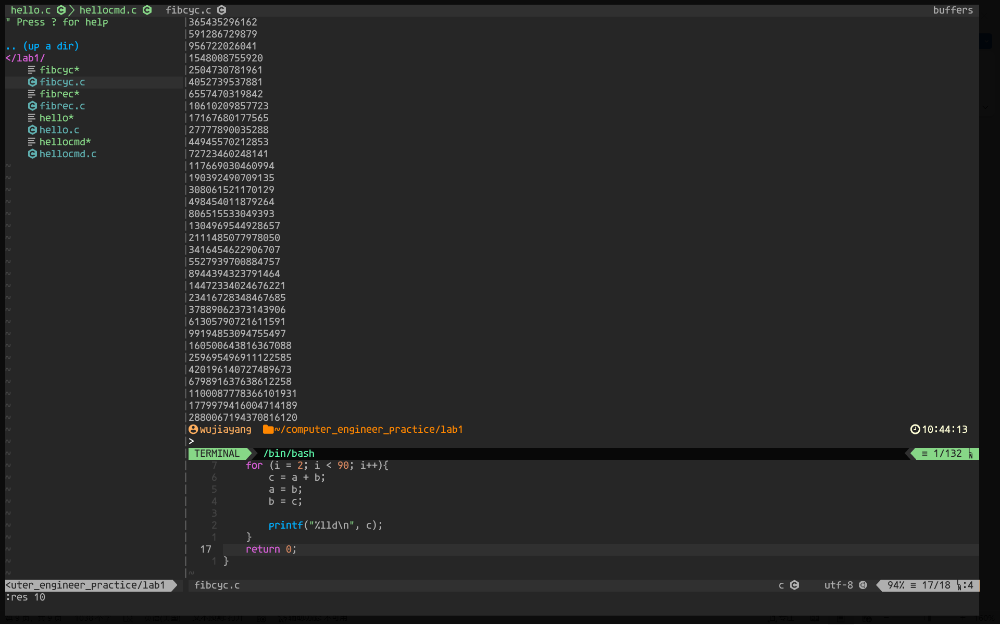 hello.c hellocmd.c fibcyc.c buffers
" Press ? for help
.. (up a dir)
</lab1/
fibcyc*
fibcyc.c
fibrec*
fibrec.c
hello*
hello.c
hellocmd*
hellocmd.c
365435296162
591286729879
956722026041
1548008755920
2504730781961
4052739537881
6557470319842
10610209857723
17167680177565
27777890035288
44945570212853
72723460248141
117669030460994
190392490709135
308061521170129
498454011879264
806515533049393
1304969544928657
2111485077978050
3416454622906707
5527939700884757
8944394323791464
14472334024676221
23416728348467685
37889062373143906
61305790721611591
99194853094755497
160500643816367088
259695496911122585
420196140727489673
679891637638612258
1100087778366101931
1779979416004714189
2880067194370816120
wujiayang ~/computer_engineer_practice/lab1 10:44:13
>
TERMINAL /bin/bash ≡ 1/132 LN
7 for (i = 2; i < 90; i++){
6 c = a + b;
5 a = b;
4 b = c;
3
2 printf("%lld\n", c);
1 }
17 return 0;
1 }
~
<uter_engineer_practice/lab1 fibcyc.c c utf-8 94% ≡ 17/18 LN:4
:res 10